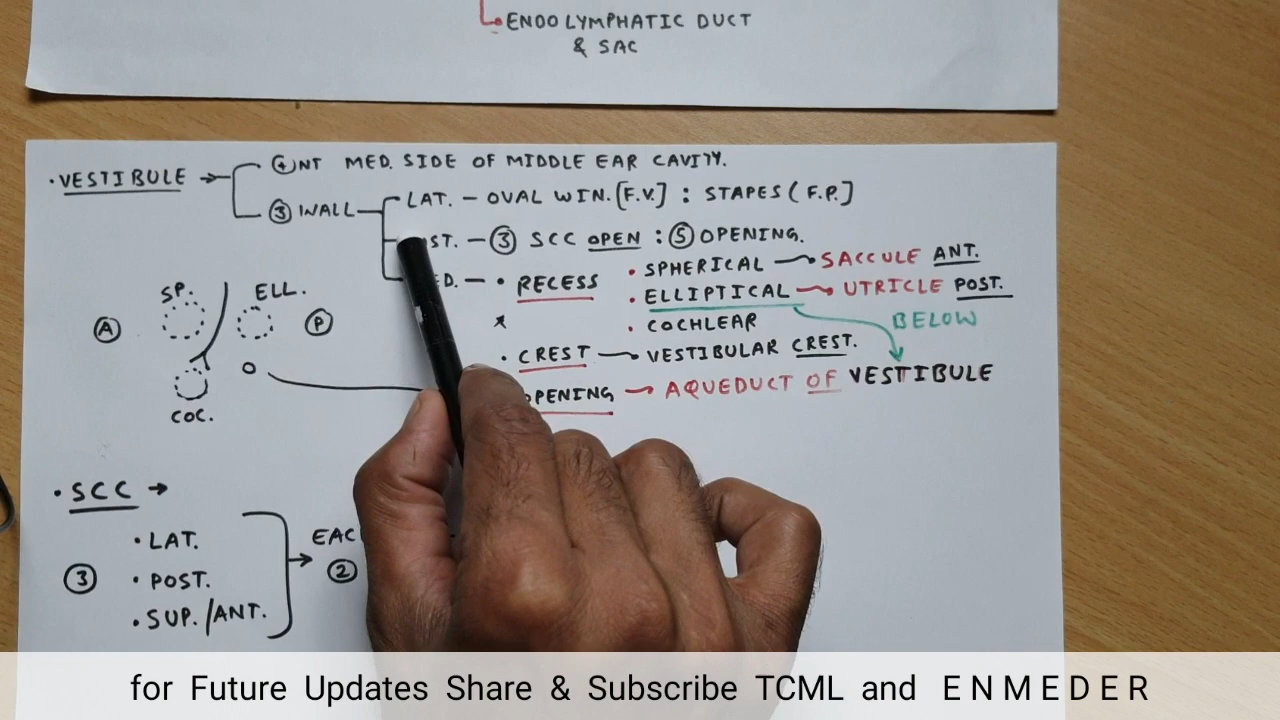 ENDOLYMPHATIC DUCT
& SAC
• VESTIBULE → MED. SIDE OF MIDDLE EAR CAVITY.
③ WALL LAT. – OVAL WIN. [F.V.] : STAPES ( F.P.)
ST. – ③ SCC OPEN : ⑤ OPENING.
D. – • RECESS • SPHERICAL → SACCULE ANT.
• ELLIPTICAL → UTRICLE POST.
• COCHLEAR BELOW
• CREST → VESTIBULAR CREST.
PENING → AQUEDUCT OF VESTIBULE
SP. ELL.
Ⓐ Ⓟ
COC.
• SCC →
③ • LAT.
• POST.
• SUP./ANT.
EAC
②
for Future Updates Share & Subscribe TCML and ENMEDER